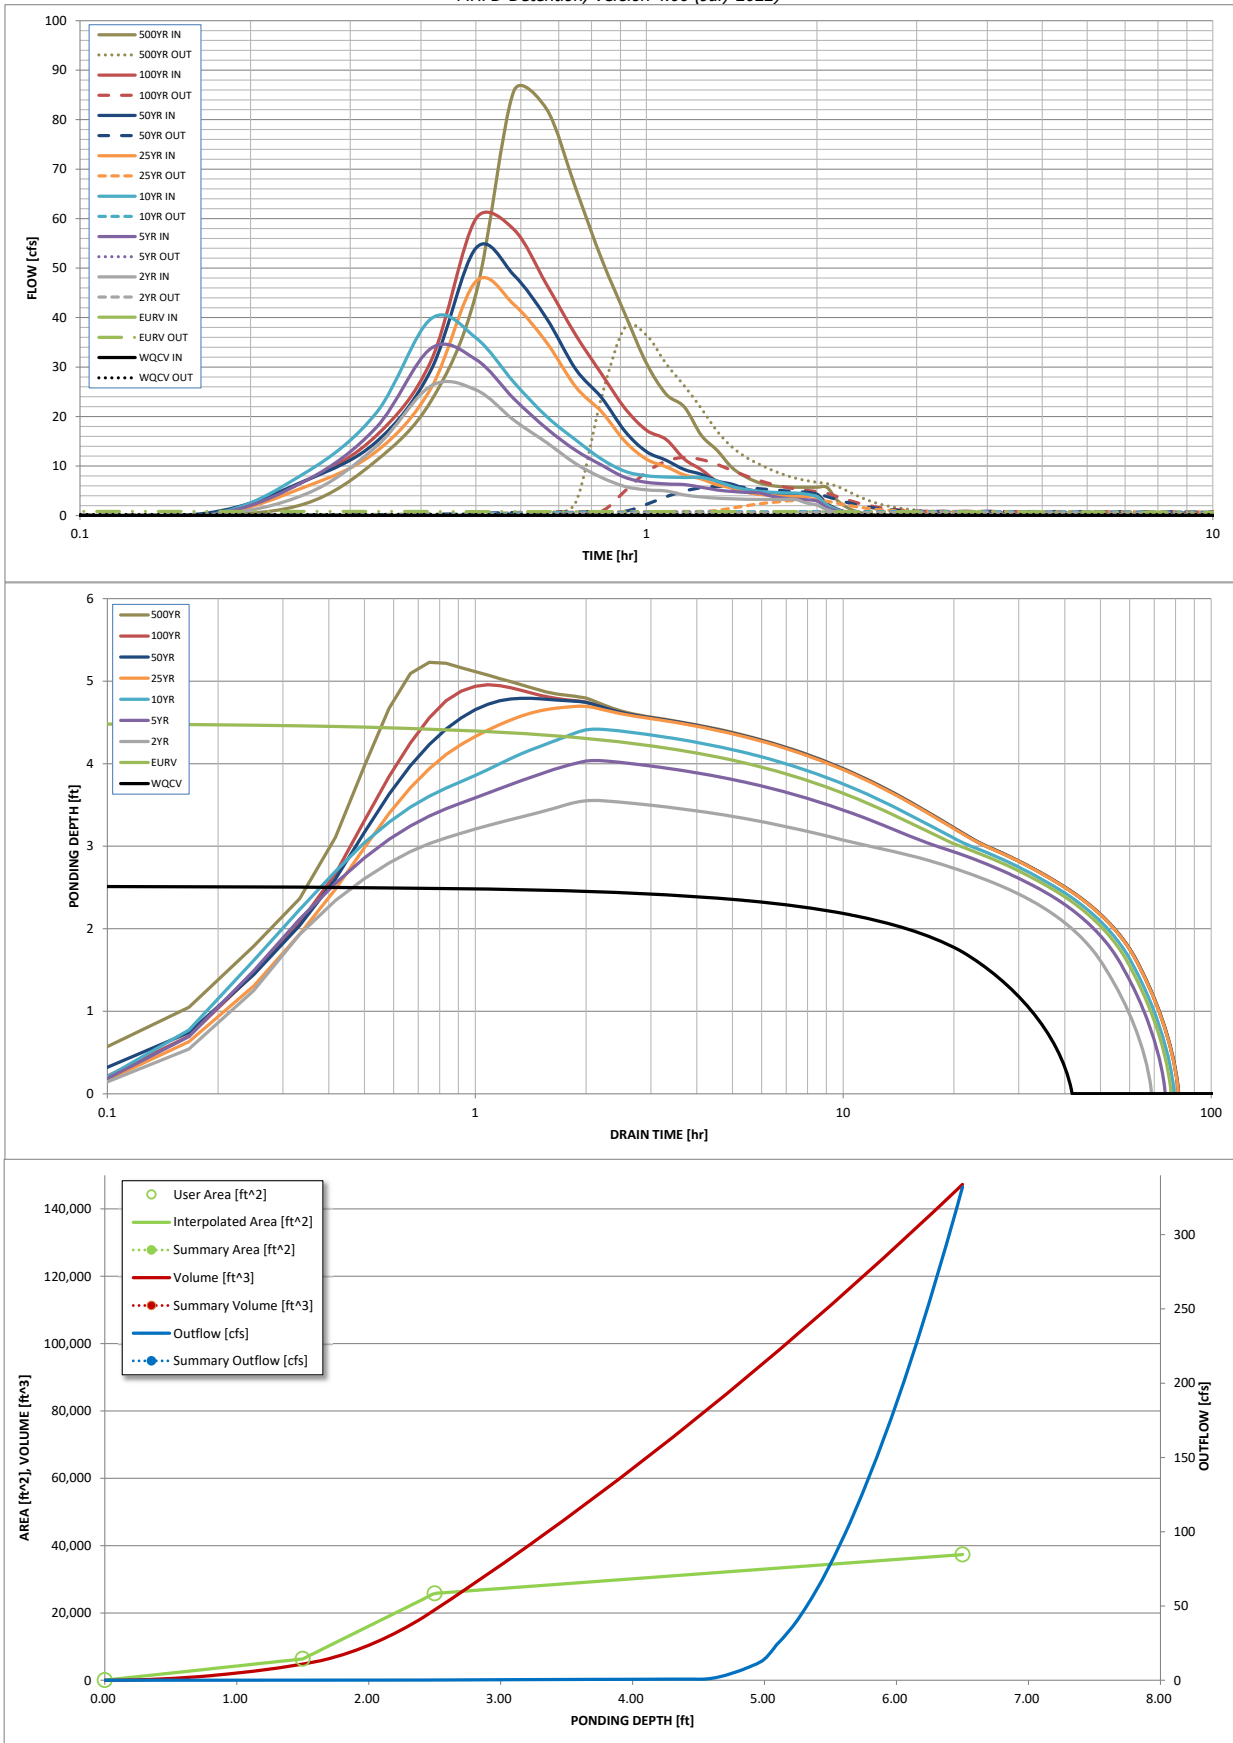 MHFD-Detention, Version 4.06 (July 2022)
100
90
80
70
60
50
40
30
20
10
0
FLOW [cfs]
500YR IN
500YR OUT
100YR IN
100YR OUT
50YR IN
50YR OUT
25YR IN
25YR OUT
10YR IN
10YR OUT
5YR IN
5YR OUT
2YR IN
2YR OUT
EURV IN
EURV OUT
WQCV IN
WQCV OUT
0.1
1
10
TIME [hr]
6
5
4
3
2
1
0
PONDING DEPTH [ft]
500YR
100YR
50YR
25YR
10YR
5YR
2YR
EURV
WQCV
0.1
1
10
100
DRAIN TIME [hr]
140,000
120,000
100,000
80,000
60,000
40,000
20,000
0
AREA [ft^2], VOLUME [ft^3]
User Area [ft^2]
Interpolated Area [ft^2]
Summary Area [ft^2]
Volume [ft^3]
Summary Volume [ft^3]
Outflow [cfs]
Summary Outflow [cfs]
300
250
200
150
100
50
0
OUTFLOW [cfs]
0.00
1.00
2.00
3.00
4.00
5.00
6.00
7.00
8.00
PONDING DEPTH [ft]